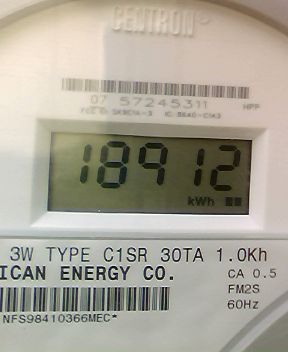 CENTRON
07 57245311 HPP
18912
kWh
3W TYPE C1SR 30TA 1.0Kh
ICAN ENERGY CO. CA 0.5
FM2S
60Hz
NFS98410366MEC*